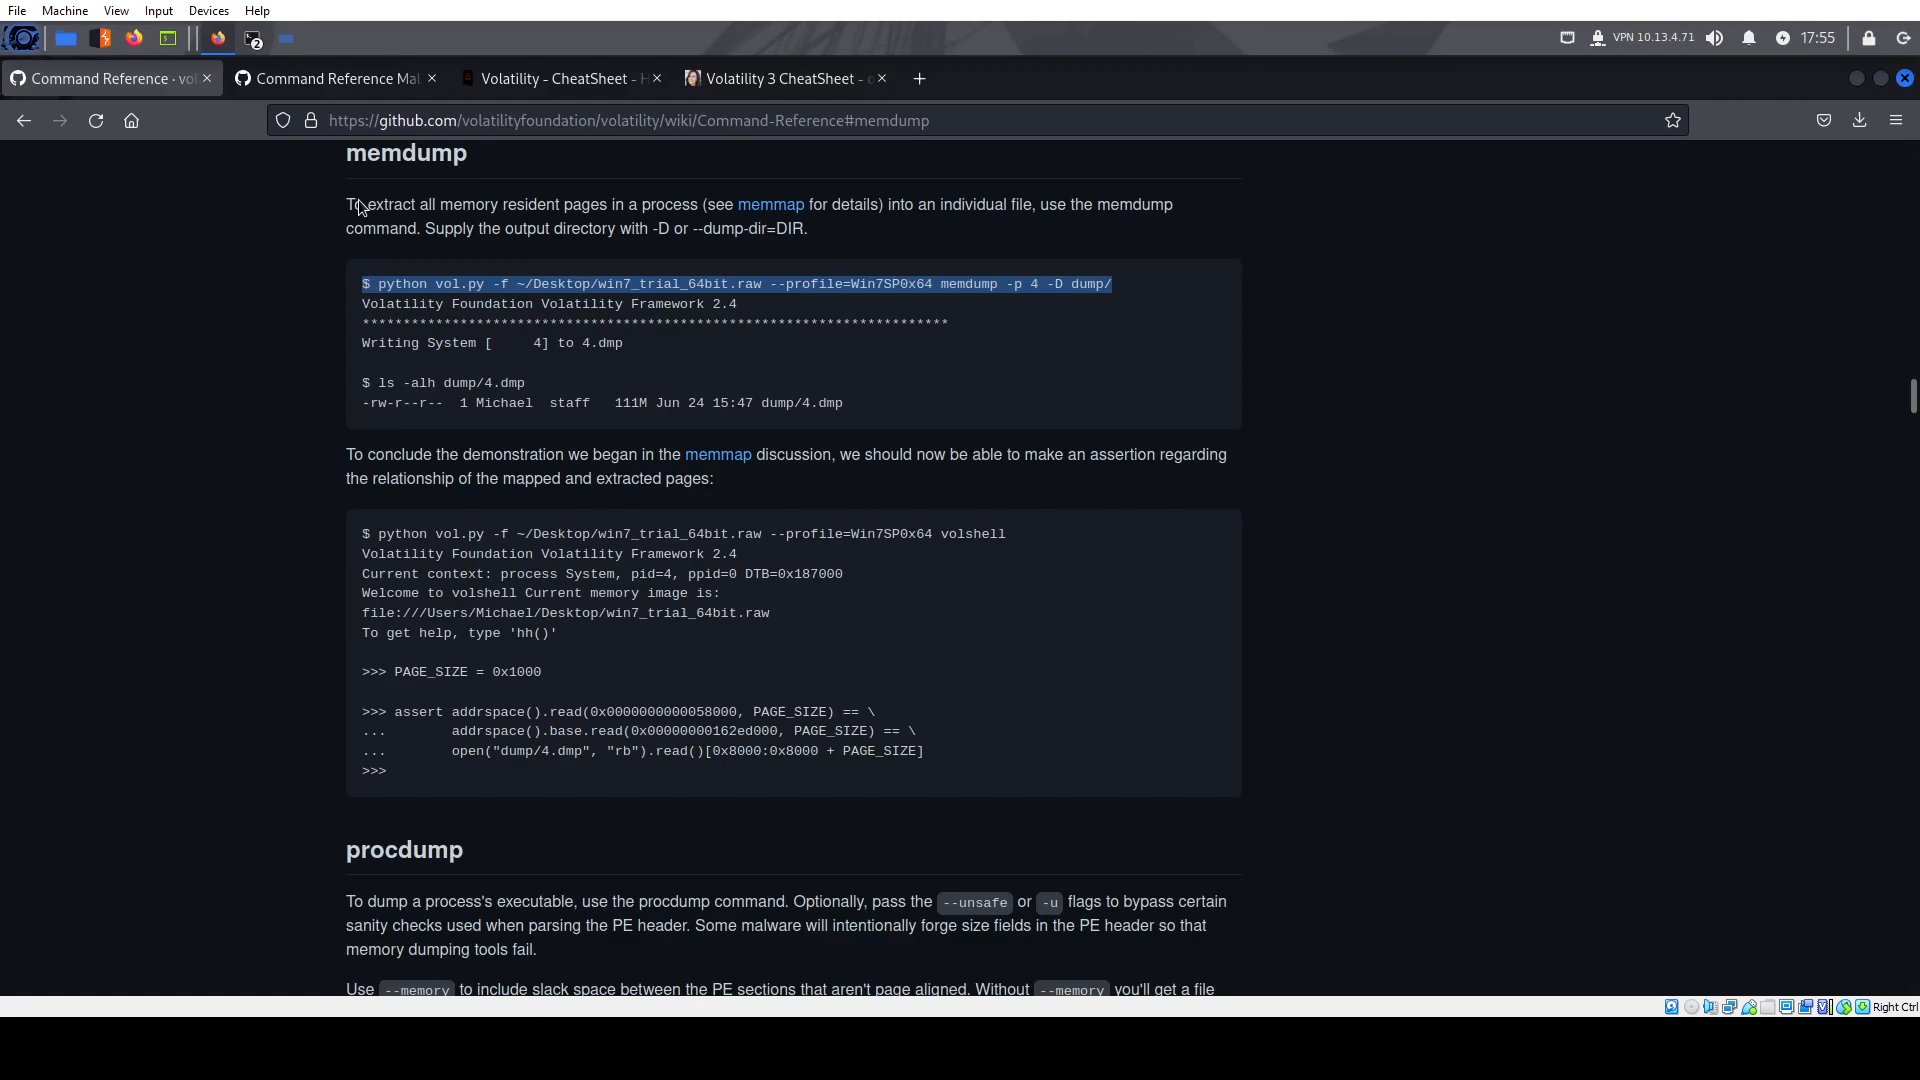 File Machine View Input Devices Help
VPN 10.13.4.71 17:55
Command Reference · vol Command Reference Mal Volatility - CheatSheet - H Volatility 3 CheatSheet - o
https://github.com/volatilityfoundation/volatility/wiki/Command-Reference#memdump
memdump
To extract all memory resident pages in a process (see memmap for details) into an individual file, use the memdump
command. Supply the output directory with -D or --dump-dir=DIR.
$ python vol.py -f ~/Desktop/win7_trial_64bit.raw --profile=Win7SP0x64 memdump -p 4 -D dump/
Volatility Foundation Volatility Framework 2.4
************************************************************************
Writing System [     4] to 4.dmp
$ ls -alh dump/4.dmp
-rw-r--r--  1 Michael  staff   111M Jun 24 15:47 dump/4.dmp
To conclude the demonstration we began in the memmap discussion, we should now be able to make an assertion regarding
the relationship of the mapped and extracted pages:
$ python vol.py -f ~/Desktop/win7_trial_64bit.raw --profile=Win7SP0x64 volshell
Volatility Foundation Volatility Framework 2.4
Current context: process System, pid=4, ppid=0 DTB=0x187000
Welcome to volshell Current memory image is:
file:///Users/Michael/Desktop/win7_trial_64bit.raw
To get help, type 'hh()'
>>> PAGE_SIZE = 0x1000
>>> assert addrspace().read(0x0000000000058000, PAGE_SIZE) == \
...        addrspace().base.read(0x00000000162ed000, PAGE_SIZE) == \
...        open("dump/4.dmp", "rb").read()[0x8000:0x8000 + PAGE_SIZE]
>>>
procdump
To dump a process's executable, use the procdump command. Optionally, pass the --unsafe or -u flags to bypass certain
sanity checks used when parsing the PE header. Some malware will intentionally forge size fields in the PE header so that
memory dumping tools fail.
Use --memory to include slack space between the PE sections that aren't page aligned. Without --memory you'll get a file
Right Ctrl